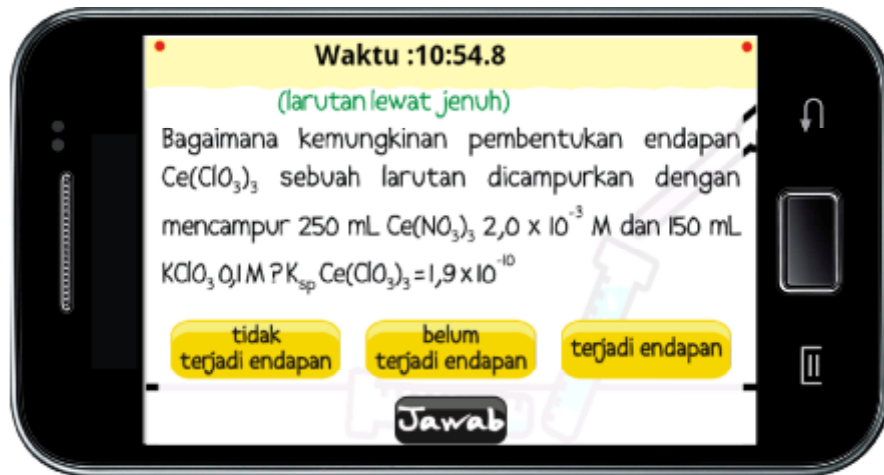 Waktu :10:54.8
(larutan lewat jenuh)
Bagaimana kemungkinan pembentukan endapan
Ce(ClO₃)₃ sebuah larutan dicampurkan dengan
mencampur 250 mL Ce(NO₃)₃ 2,0 x 10⁻³ M dan 150 mL
KClO₃ 0,1 M ? Kₛₚ Ce(ClO₃)₃ = 1,9 x 10⁻¹⁰
tidak
terjadi endapan
belum
terjadi endapan
terjadi endapan
Jawab